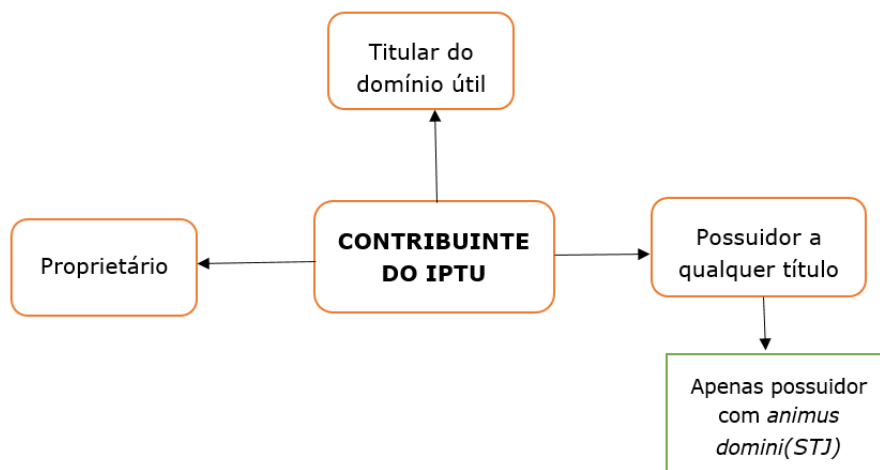 Titular do
domínio útil
CONTRIBUINTE
DO IPTU
Proprietário
Possuidor a
qualquer título
Apenas possuidor
com animus
domini(STJ)